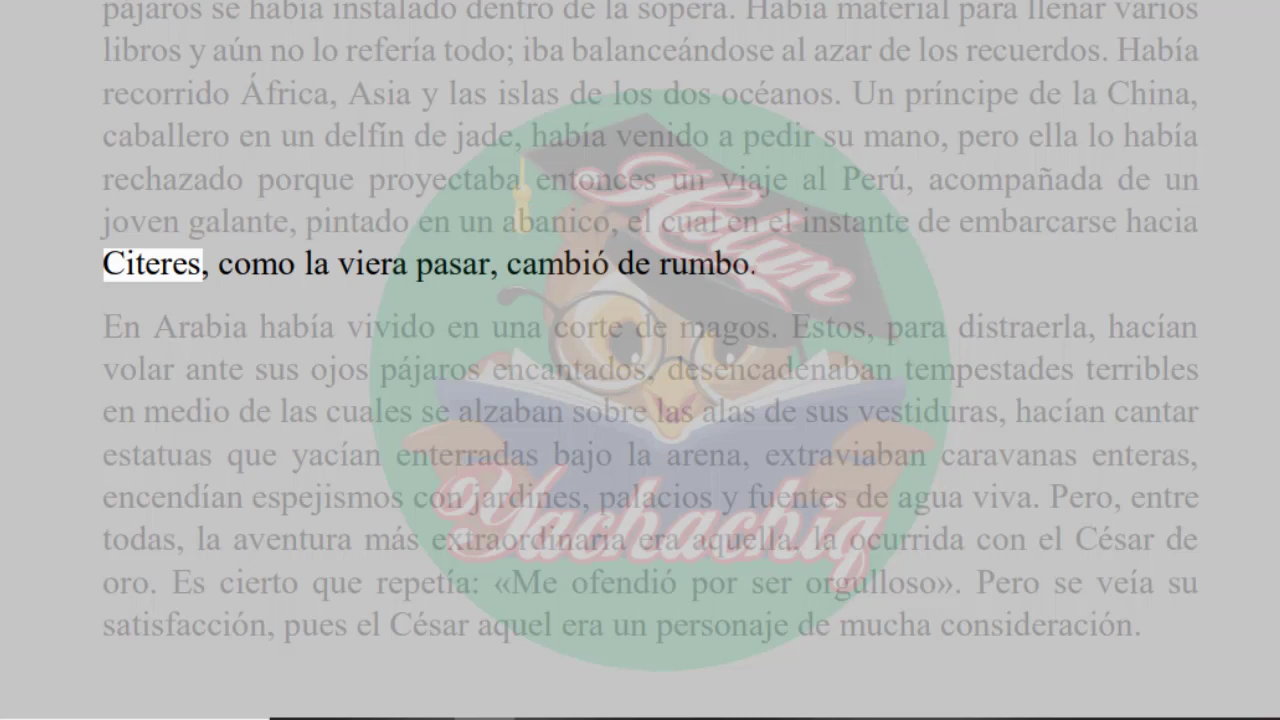 pájaros se había instalado dentro de la sopera. Había material para llenar varios
libros y aún no lo refería todo; iba balanceándose al azar de los recuerdos. Había
recorrido África, Asia y las islas de los dos océanos. Un príncipe de la China,
caballero en un delfín de jade, había venido a pedir su mano, pero ella lo había
rechazado porque proyectaba entonces un viaje al Perú, acompañada de un
joven galante, pintado en un abanico, el cual en el instante de embarcarse hacia
Citeres, como la viera pasar, cambió de rumbo.
En Arabia había vivido en una corte de magos. Estos, para distraerla, hacían
volar ante sus ojos pájaros encantados, desencadenaban tempestades terribles
en medio de las cuales se alzaban sobre las alas de sus vestiduras, hacían cantar
estatuas que yacían enterradas bajo la arena, extraviaban caravanas enteras,
encendían espejismos con jardines, palacios y fuentes de agua viva. Pero, entre
todas, la aventura más extraordinaria era aquella, la ocurrida con el César de
oro. Es cierto que repetía: «Me ofendió por ser orgulloso». Pero se veía su
satisfacción, pues el César aquel era un personaje de mucha consideración.
Yachachiq